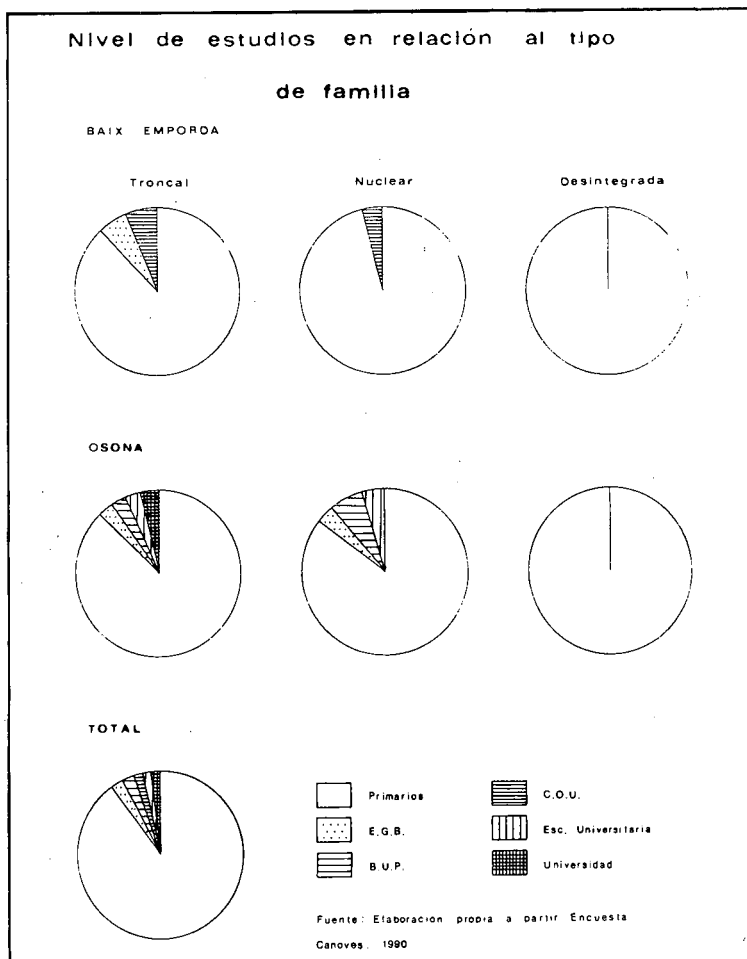 Nivel de estudios en relación al tipo
de familia
BAIX EMPORDA
Troncal Nuclear Desintegrada
OSONA
TOTAL
Primarios C.O.U.
E.G.B. Esc. Universitaria
B.U.P. Universidad
Fuente: Elaboración propia a partir Encuesta
Canoves. 1990